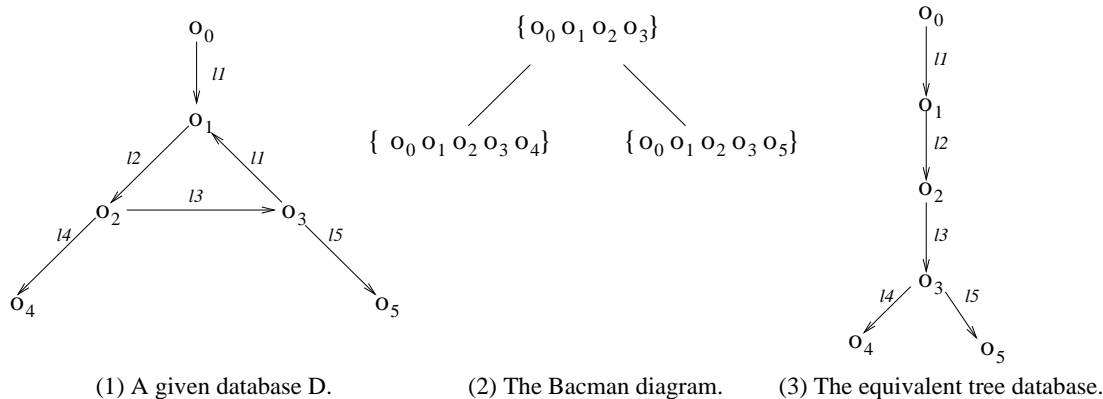 o₀
l1
o₁
l2 l1
o₂ l3 o₃
l4 l5
o₄ o₅
(1) A given database D.
{ o₀ o₁ o₂ o₃}
{ o₀ o₁ o₂ o₃ o₄} { o₀ o₁ o₂ o₃ o₅}
(2) The Bacman diagram.
o₀
l1
o₁
l2
o₂
l3
o₃
l4 l5
o₄ o₅
(3) The equivalent tree database.